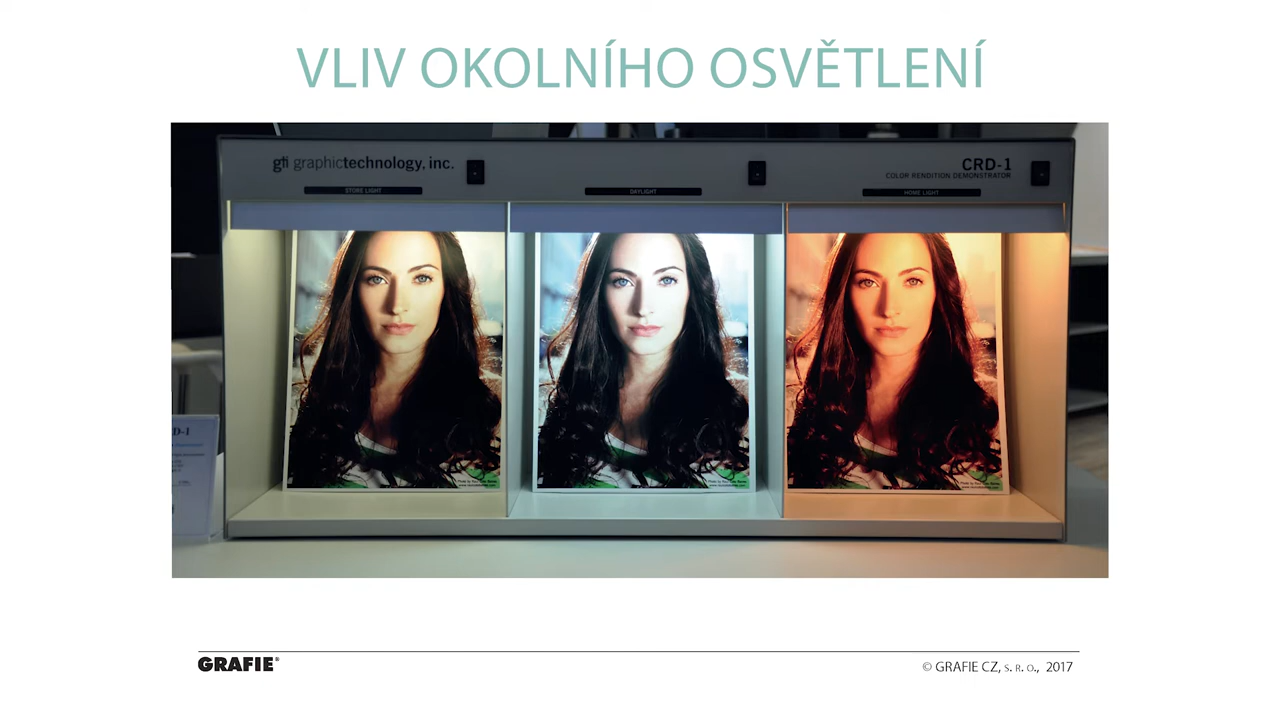 VLIV OKOLNÍHO OSVĚTLENÍ
gti graphictechnology, inc.
CRD-1
COLOR RENDITION DEMONSTRATOR
STORE LIGHT
DAYLIGHT
HOME LIGHT
D-1
GRAFIE®
© GRAFIE CZ, S. R. O., 2017